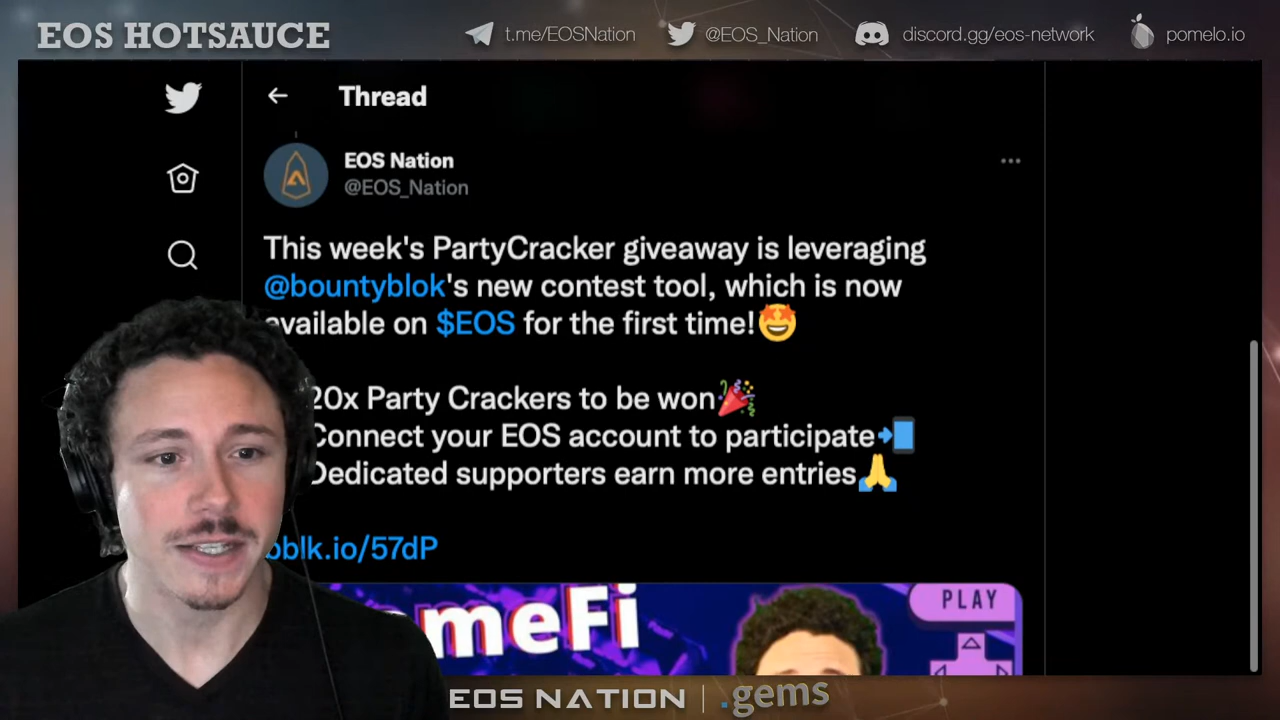 EOS HOTSAUCE
t.me/EOSNation
@EOS_Nation
discord.gg/eos-network
pomelo.io
Thread
EOS Nation
@EOS_Nation
This week's PartyCracker giveaway is leveraging
@bountyblok's new contest tool, which is now
available on $EOS for the first time!🤩
20x Party Crackers to be won🎉
Connect your EOS account to participate📲
Dedicated supporters earn more entries🙏
bblk.io/57dP
PLAY
EOS NATION | .gems